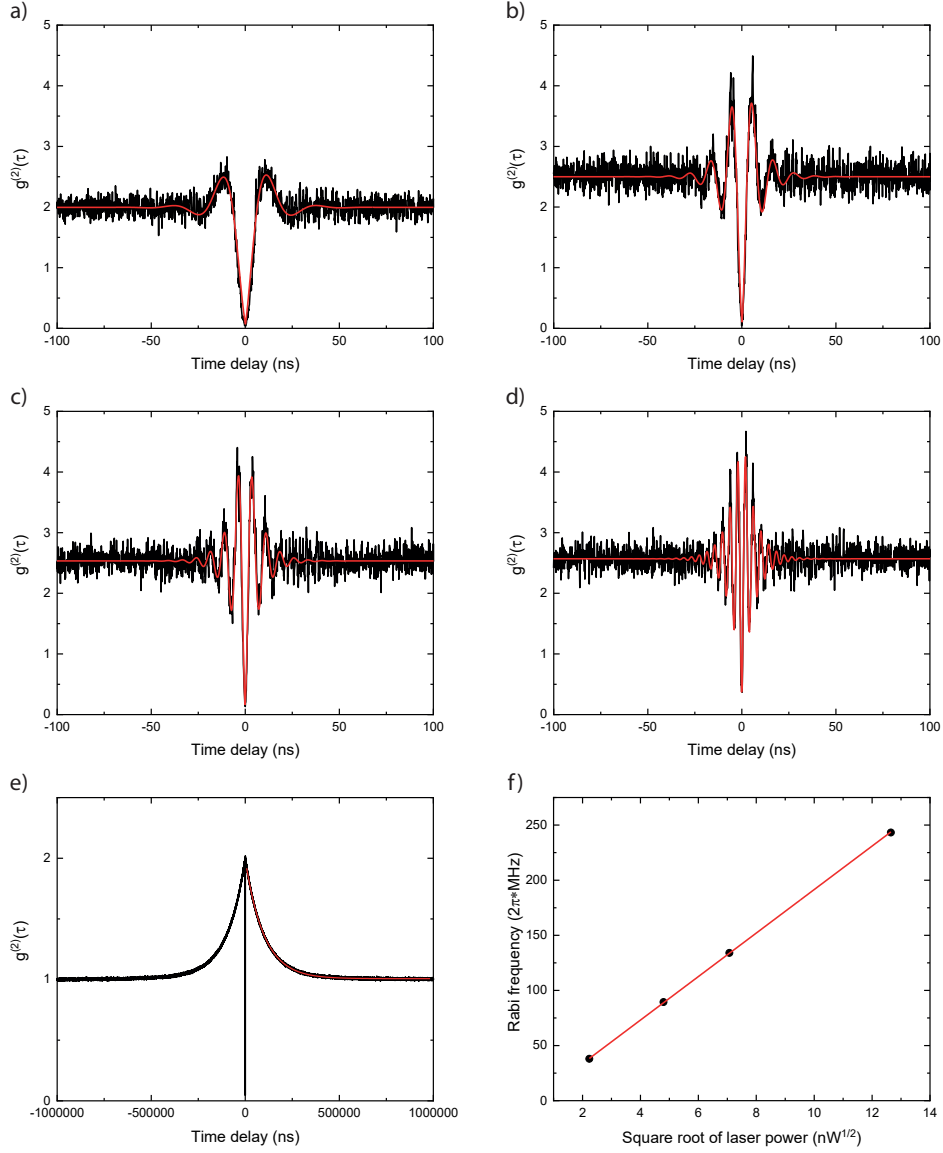 a)
5
4
3
2
1
0
g(2)(τ)
-100 -50 0 50 100
Time delay (ns)
b)
5
4
3
2
1
0
g(2)(τ)
-100 -50 0 50 100
Time delay (ns)
c)
5
4
3
2
1
0
g(2)(τ)
-100 -50 0 50 100
Time delay (ns)
d)
5
4
3
2
1
0
g(2)(τ)
-100 -50 0 50 100
Time delay (ns)
e)
2
1
0
g(2)(τ)
-1000000 -500000 0 500000 1000000
Time delay (ns)
f)
250
225
200
175
150
125
100
75
50
25
0
Rabi frequency (2π*MHz)
2 4 6 8 10 12 14
Square root of laser power (nW1/2)